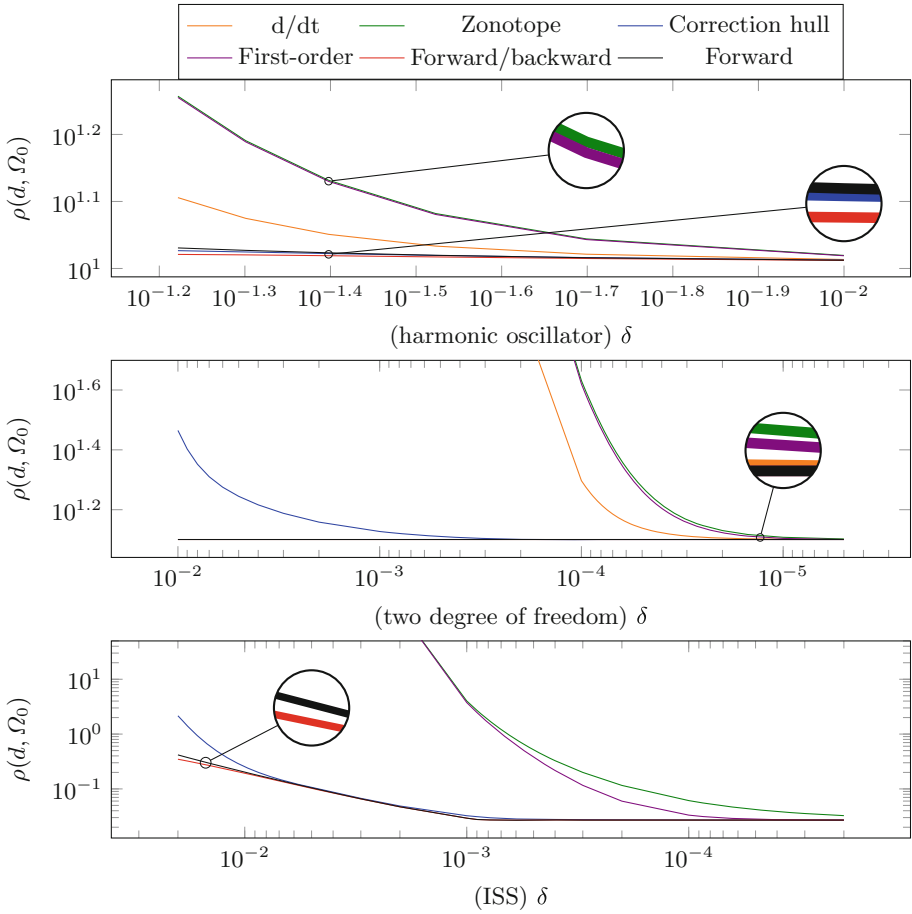 d/dt Zonotope Correction hull
First-order Forward/backward Forward
ρ(d, Ω₀)
10^1.2
10^1.1
10^1
10^−1.2 10^−1.3 10^−1.4 10^−1.5 10^−1.6 10^−1.7 10^−1.8 10^−1.9 10^−2
(harmonic oscillator) δ
ρ(d, Ω₀)
10^1.6
10^1.4
10^1.2
10^−2 10^−3 10^−4 10^−5
(two degree of freedom) δ
ρ(d, Ω₀)
10^1
10^0
10^−1
10^−2 10^−3 10^−4
(ISS) δ